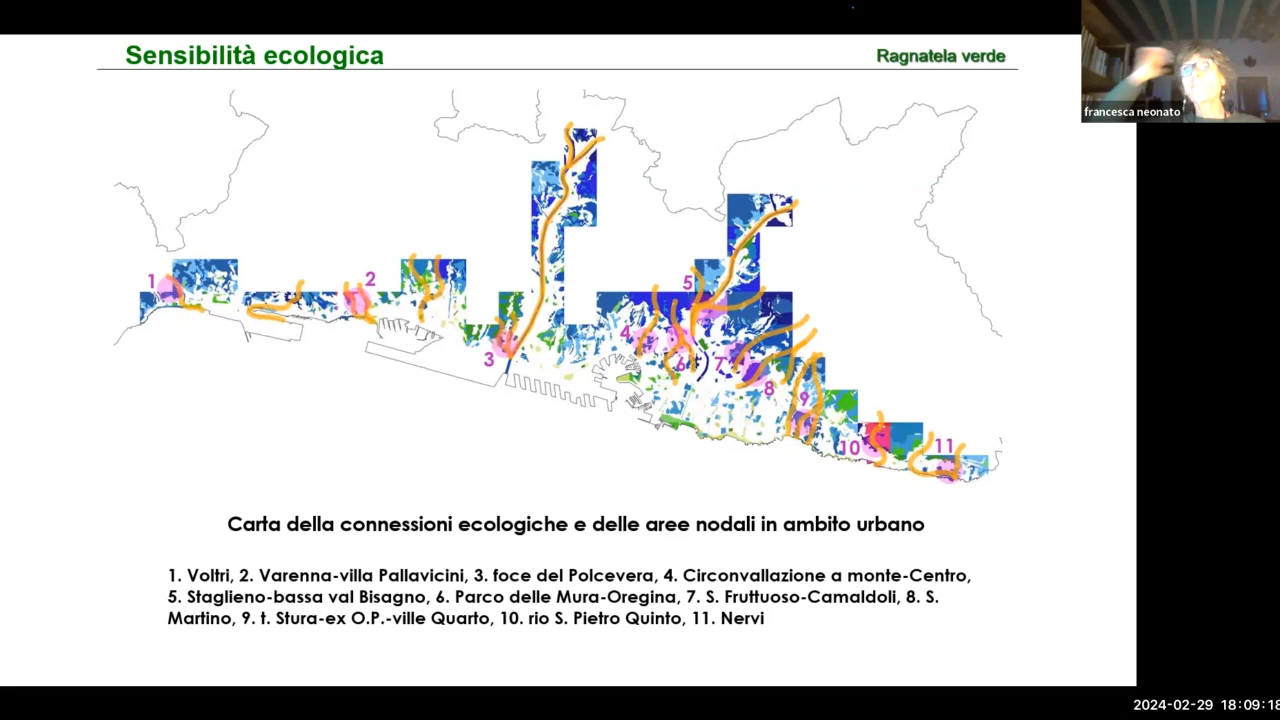 Sensibilità ecologica
Ragnatela verde
francesca neonato
1
2
3
4
5
6
7
8
9
10
11
Carta della connessioni ecologiche e delle aree nodali in ambito urbano
1. Voltri, 2. Varenna-villa Pallavicini, 3. foce del Polcevera, 4. Circonvallazione a monte-Centro,
5. Staglieno-bassa val Bisagno, 6. Parco delle Mura-Oregina, 7. S. Fruttuoso-Camaldoli, 8. S.
Martino, 9. t. Stura-ex O.P.-ville Quarto, 10. rio S. Pietro Quinto, 11. Nervi
2024-02-29 18:09:18